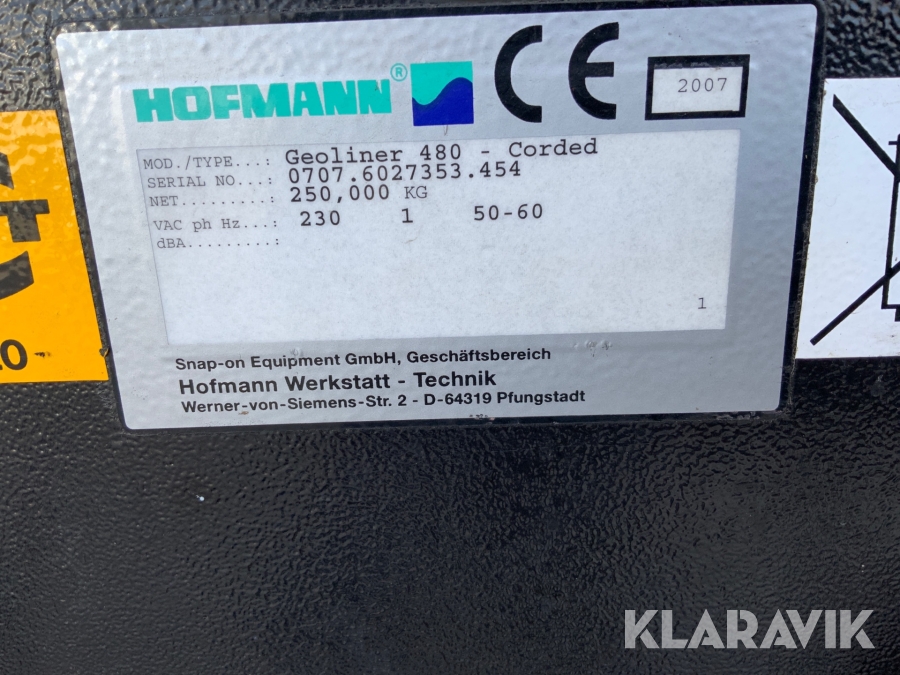 HOFMANN® CE 2007
MOD./TYPE...: Geoliner 480 - Corded
SERIAL NO...: 0707.6027353.454
NET.........: 250,000 KG
VAC ph Hz...: 230 1 50-60
dBA.........:
1
Snap-on Equipment GmbH, Geschäftsbereich
Hofmann Werkstatt - Technik
Werner-von-Siemens-Str. 2 - D-64319 Pfungstadt
KLARAVIK